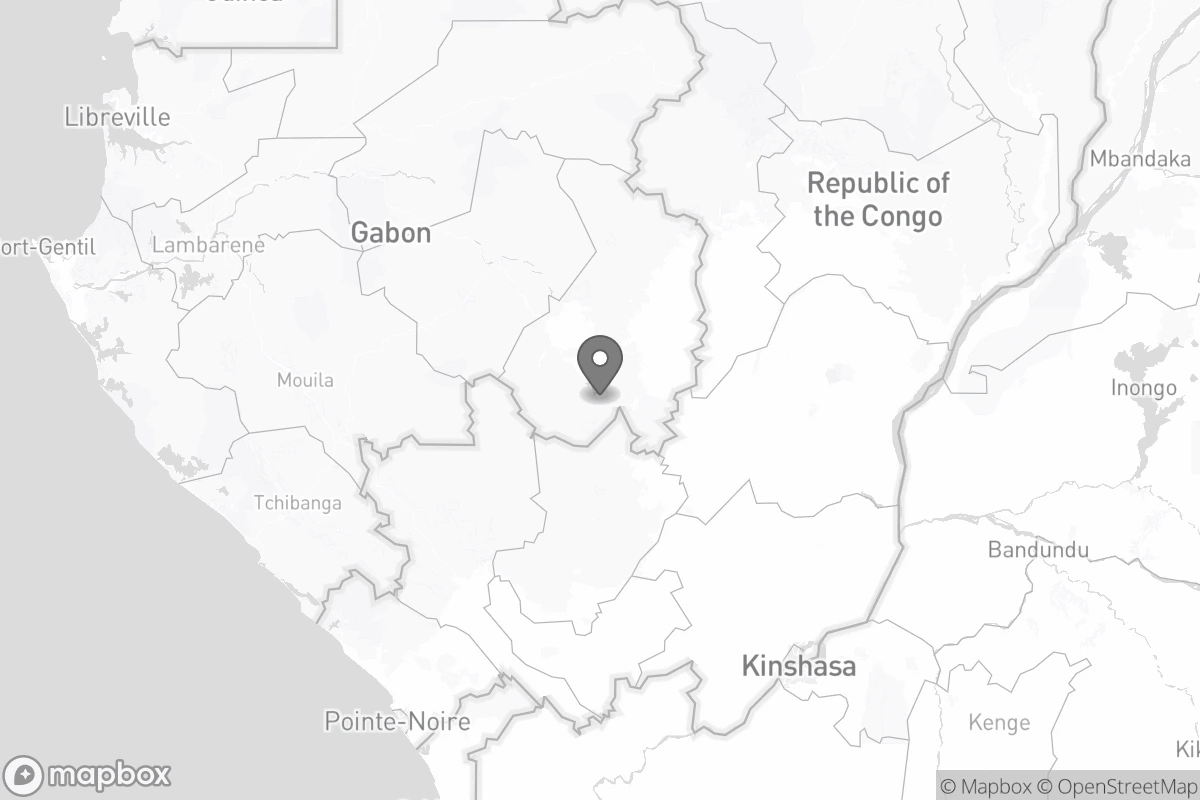 Libreville
Mbandaka
Republic of
the Congo
Gabon
Lambarene
ort-Gentil
Mouila
Inongo
Tchibanga
Bandundu
Kinshasa
Pointe-Noire
Kenge
Kik
mapbox
© Mapbox © OpenStreetMap